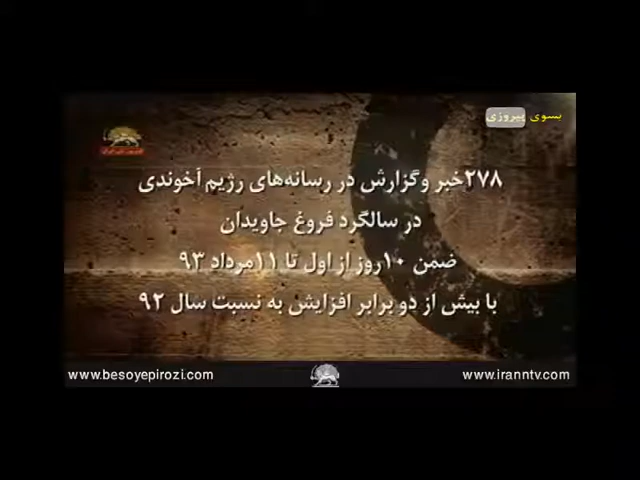 بسوی پیروزی
۲۷۸خبر وگزارش در رسانه‌های رژیم آخوندی
در سالگرد فروغ جاویدان
ضمن ۱۰روز از اول تا ۱۱مرداد ۹۳
با بیش از دو برابر افزایش به نسبت سال ۹۲
www.besoyepirozi.com
www.iranntv.com